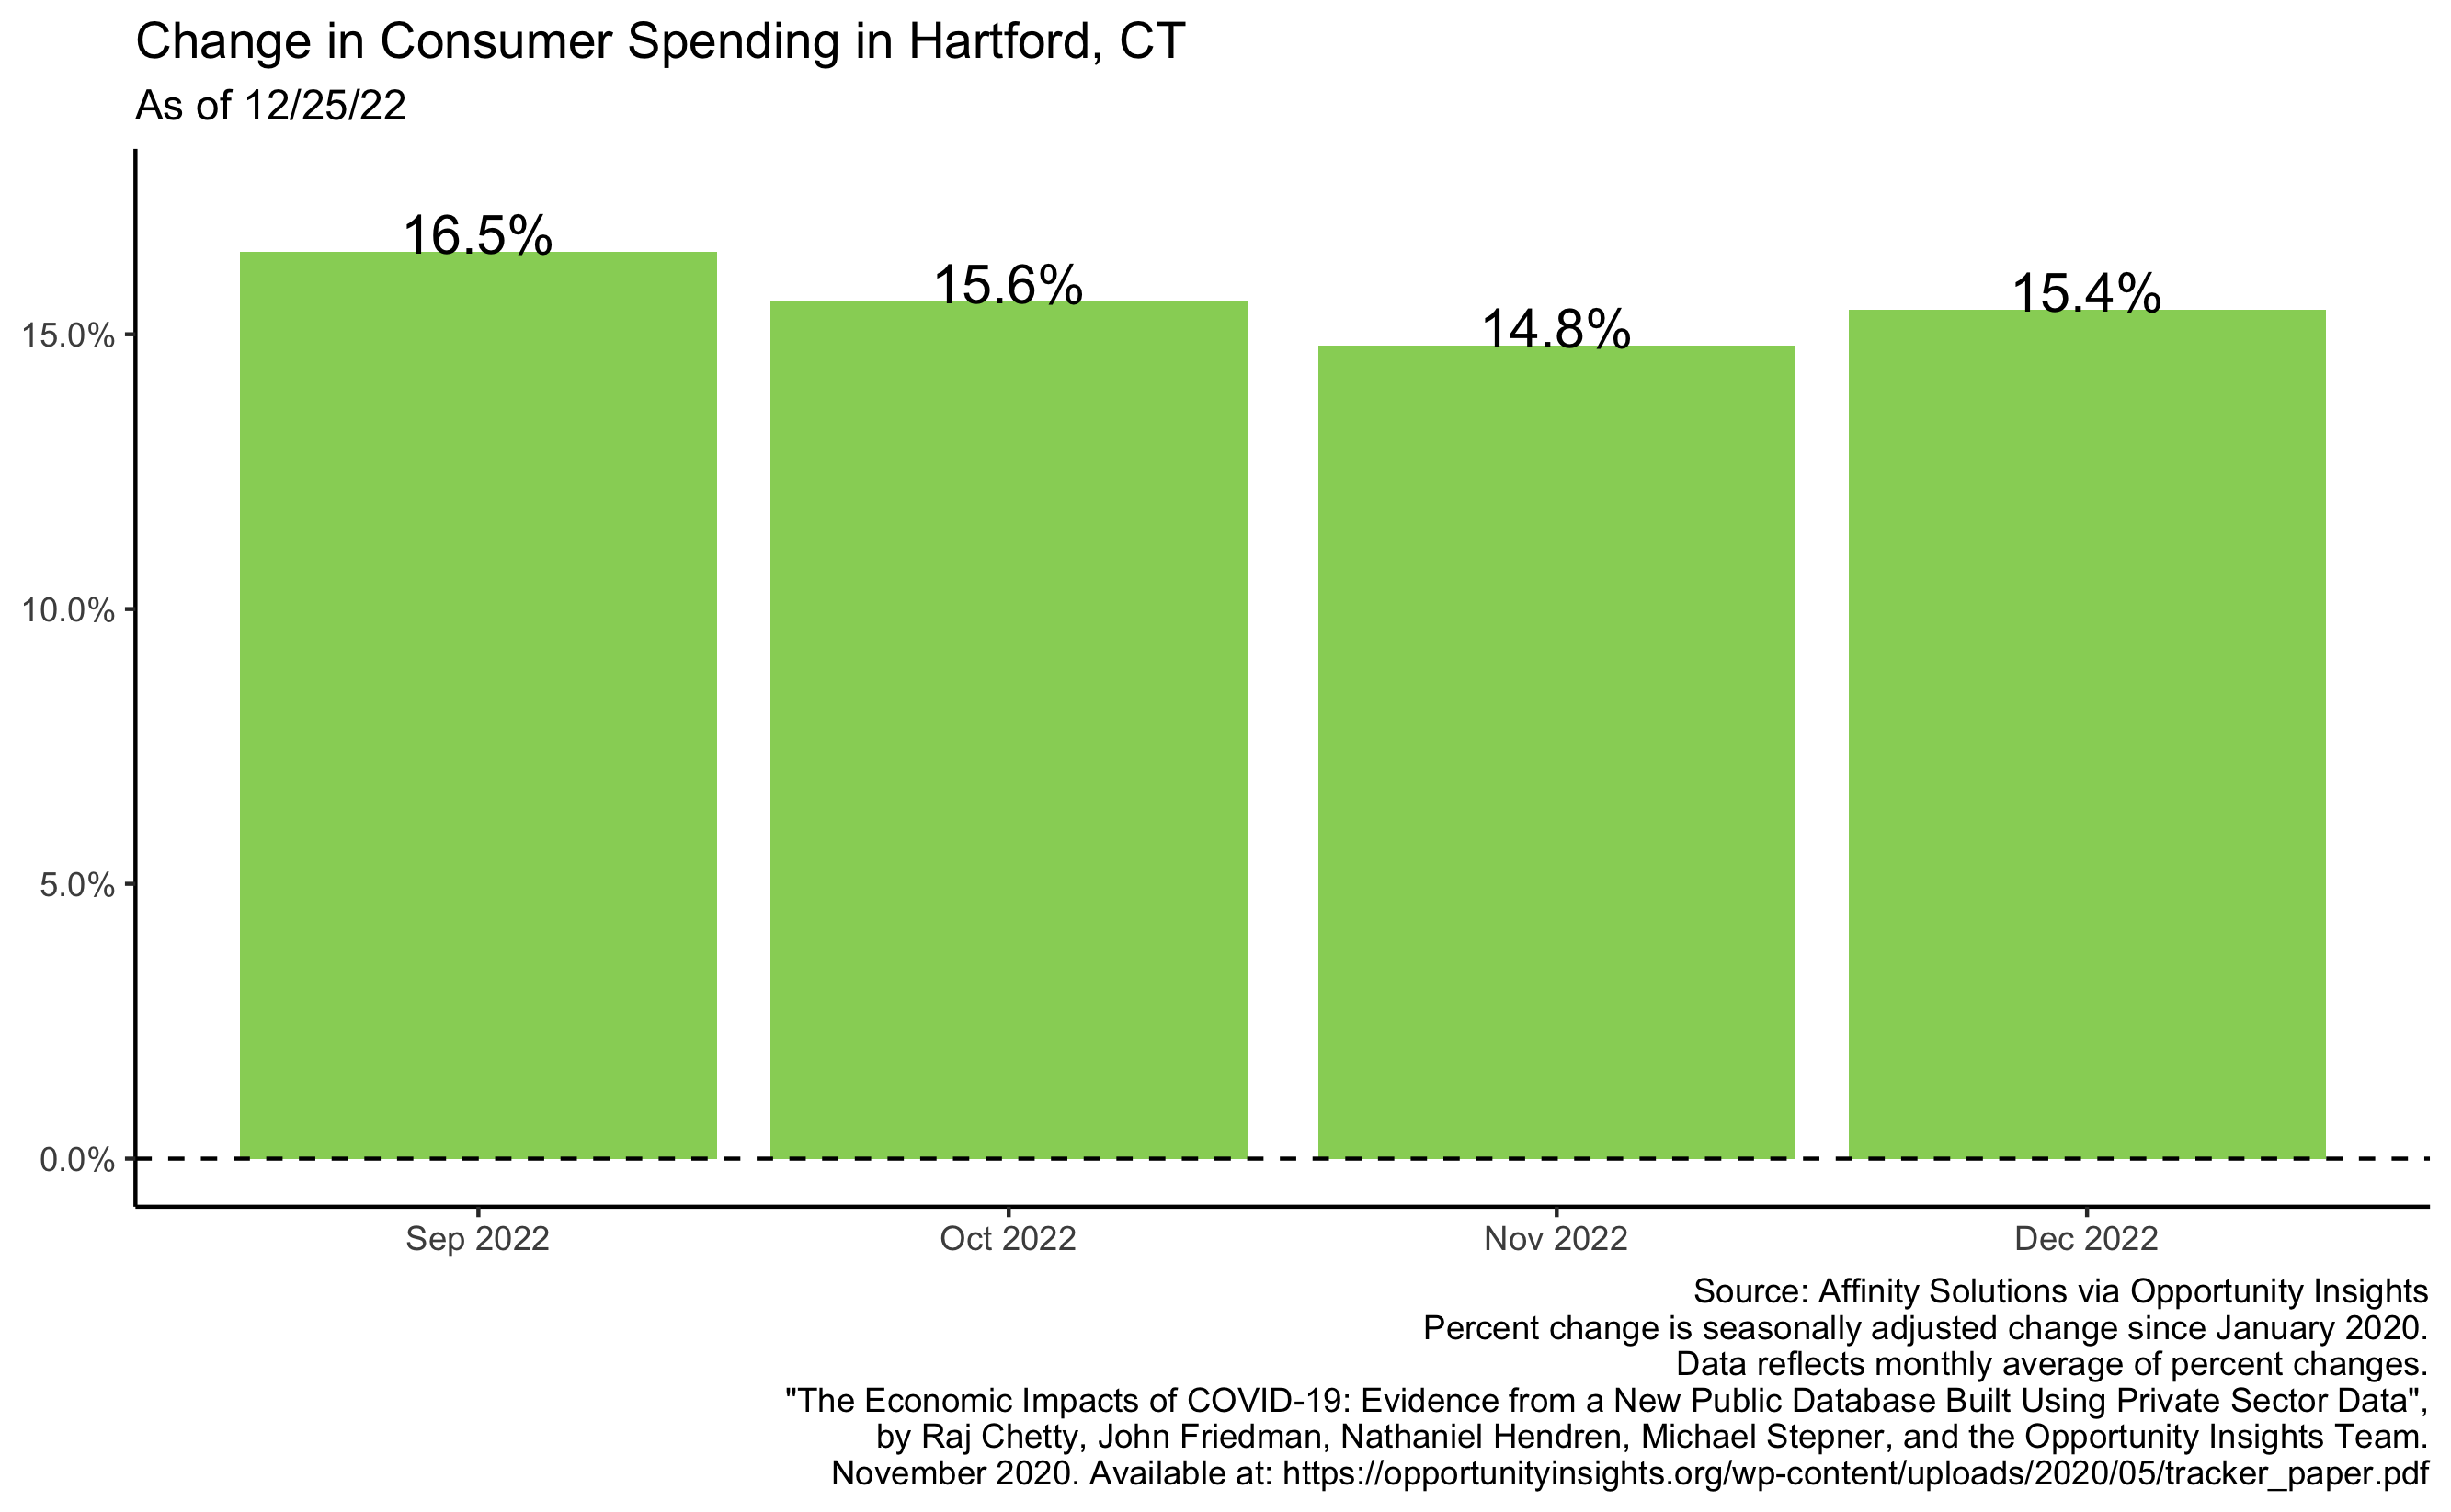 Change in Consumer Spending in Hartford, CT
As of 12/25/22
16.5%
15.6%
14.8%
15.4%
15.0%
10.0%
5.0%
0.0%
Sep 2022
Oct 2022
Nov 2022
Dec 2022
Source: Affinity Solutions via Opportunity Insights
Percent change is seasonally adjusted change since January 2020.
Data reflects monthly average of percent changes.
"The Economic Impacts of COVID-19: Evidence from a New Public Database Built Using Private Sector Data",
by Raj Chetty, John Friedman, Nathaniel Hendren, Michael Stepner, and the Opportunity Insights Team.
November 2020. Available at: https://opportunityinsights.org/wp-content/uploads/2020/05/tracker_paper.pdf